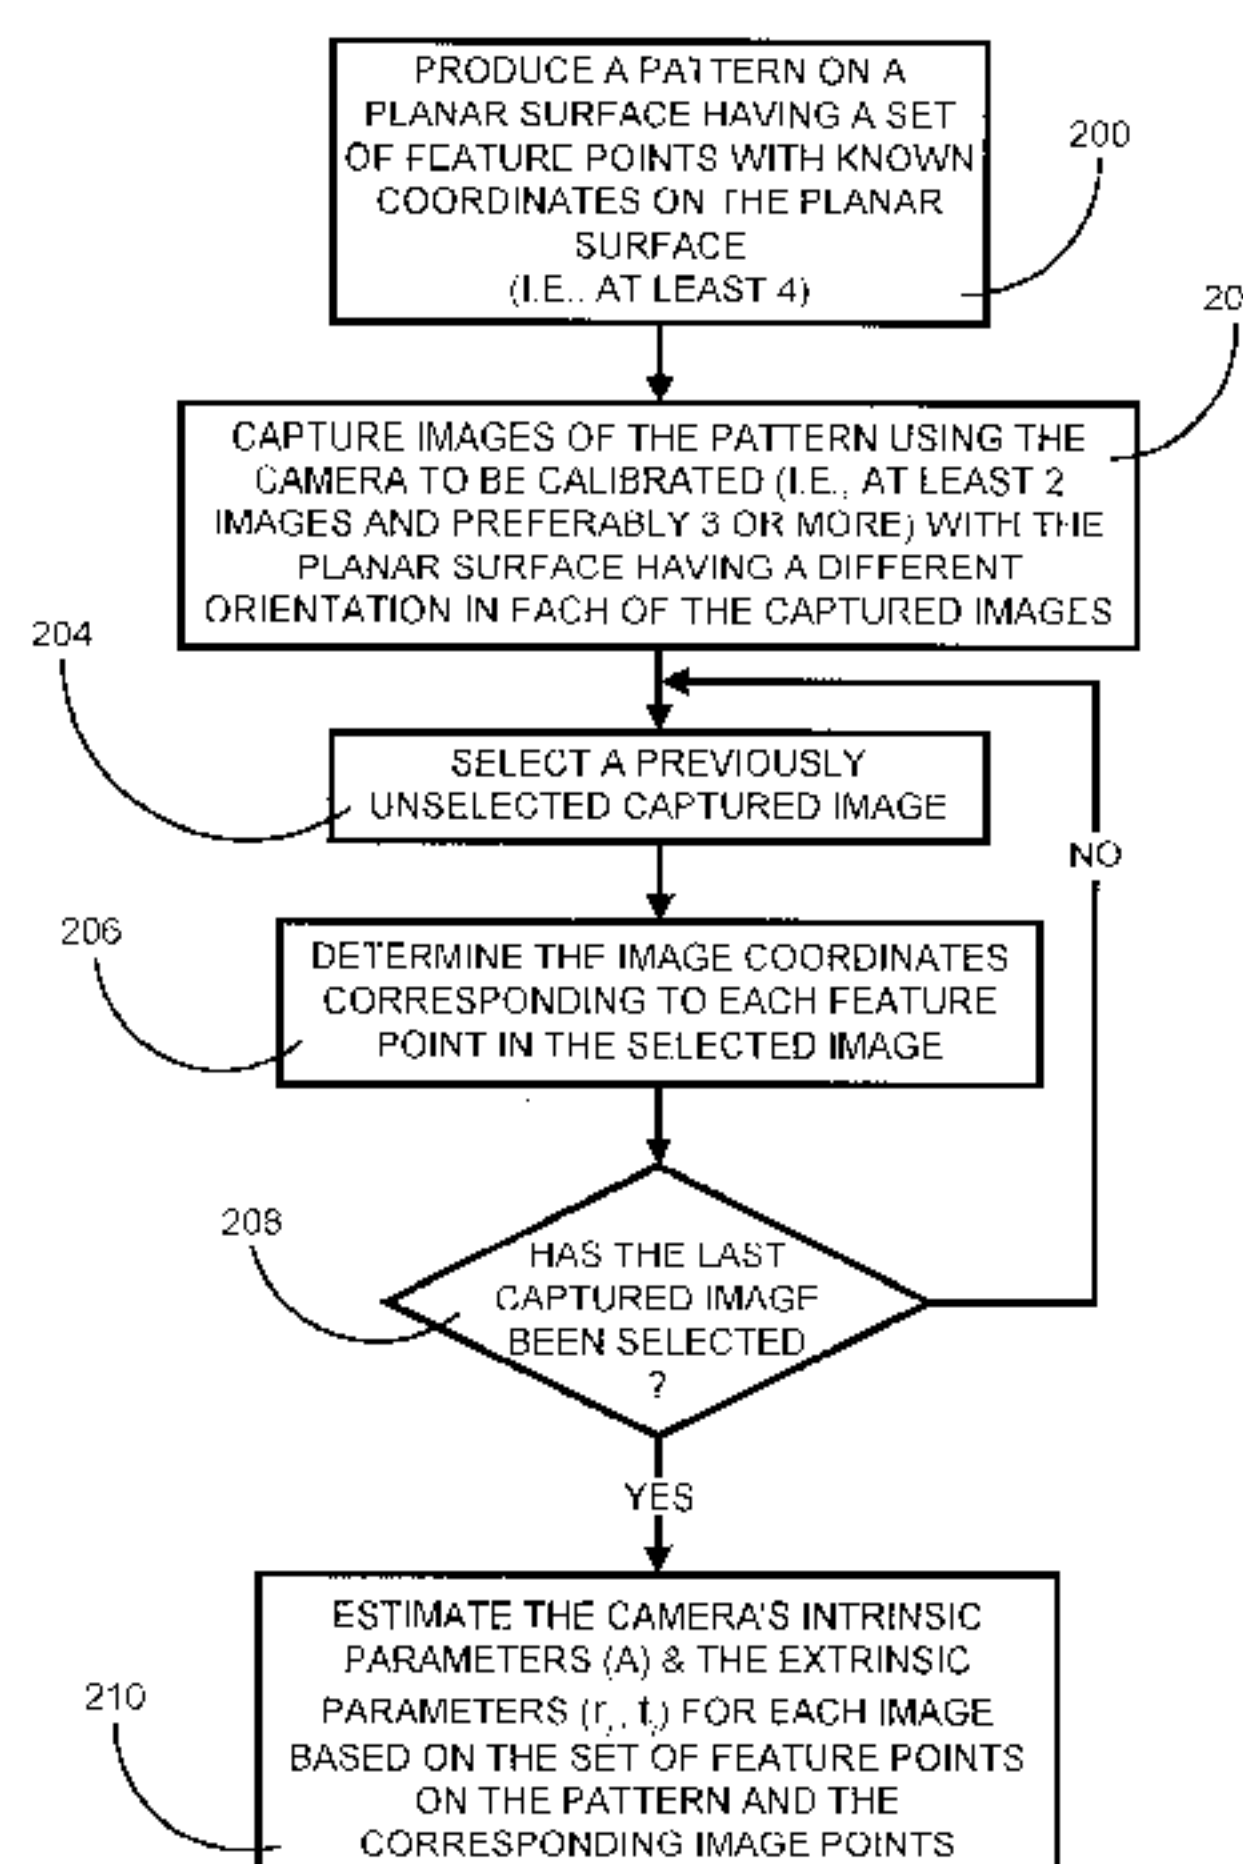 PRODUCE A PATTERN ON A
PLANAR SURFACE HAVING A SET
OF FEATURE POINTS WITH KNOWN
COORDINATES ON THE PLANAR
SURFACE
(I.E., AT LEAST 4)
200
20
CAPTURE IMAGES OF THE PATTERN USING THE
CAMERA TO BE CALIBRATED (I.E., AT LEAST 2
IMAGES AND PREFERABLY 3 OR MORE) WITH THE
PLANAR SURFACE HAVING A DIFFERENT
ORIENTATION IN EACH OF THE CAPTURED IMAGES
204
SELECT A PREVIOUSLY
UNSELECTED CAPTURED IMAGE
NO
206
DETERMINE THE IMAGE COORDINATES
CORRESPONDING TO EACH FEATURE
POINT IN THE SELECTED IMAGE
208
HAS THE LAST
CAPTURED IMAGE
BEEN SELECTED
?
YES
210
ESTIMATE THE CAMERA'S INTRINSIC
PARAMETERS (A) & THE EXTRINSIC
PARAMETERS (r, t) FOR EACH IMAGE
BASED ON THE SET OF FEATURE POINTS
ON THE PATTERN AND THE
CORRESPONDING IMAGE POINTS